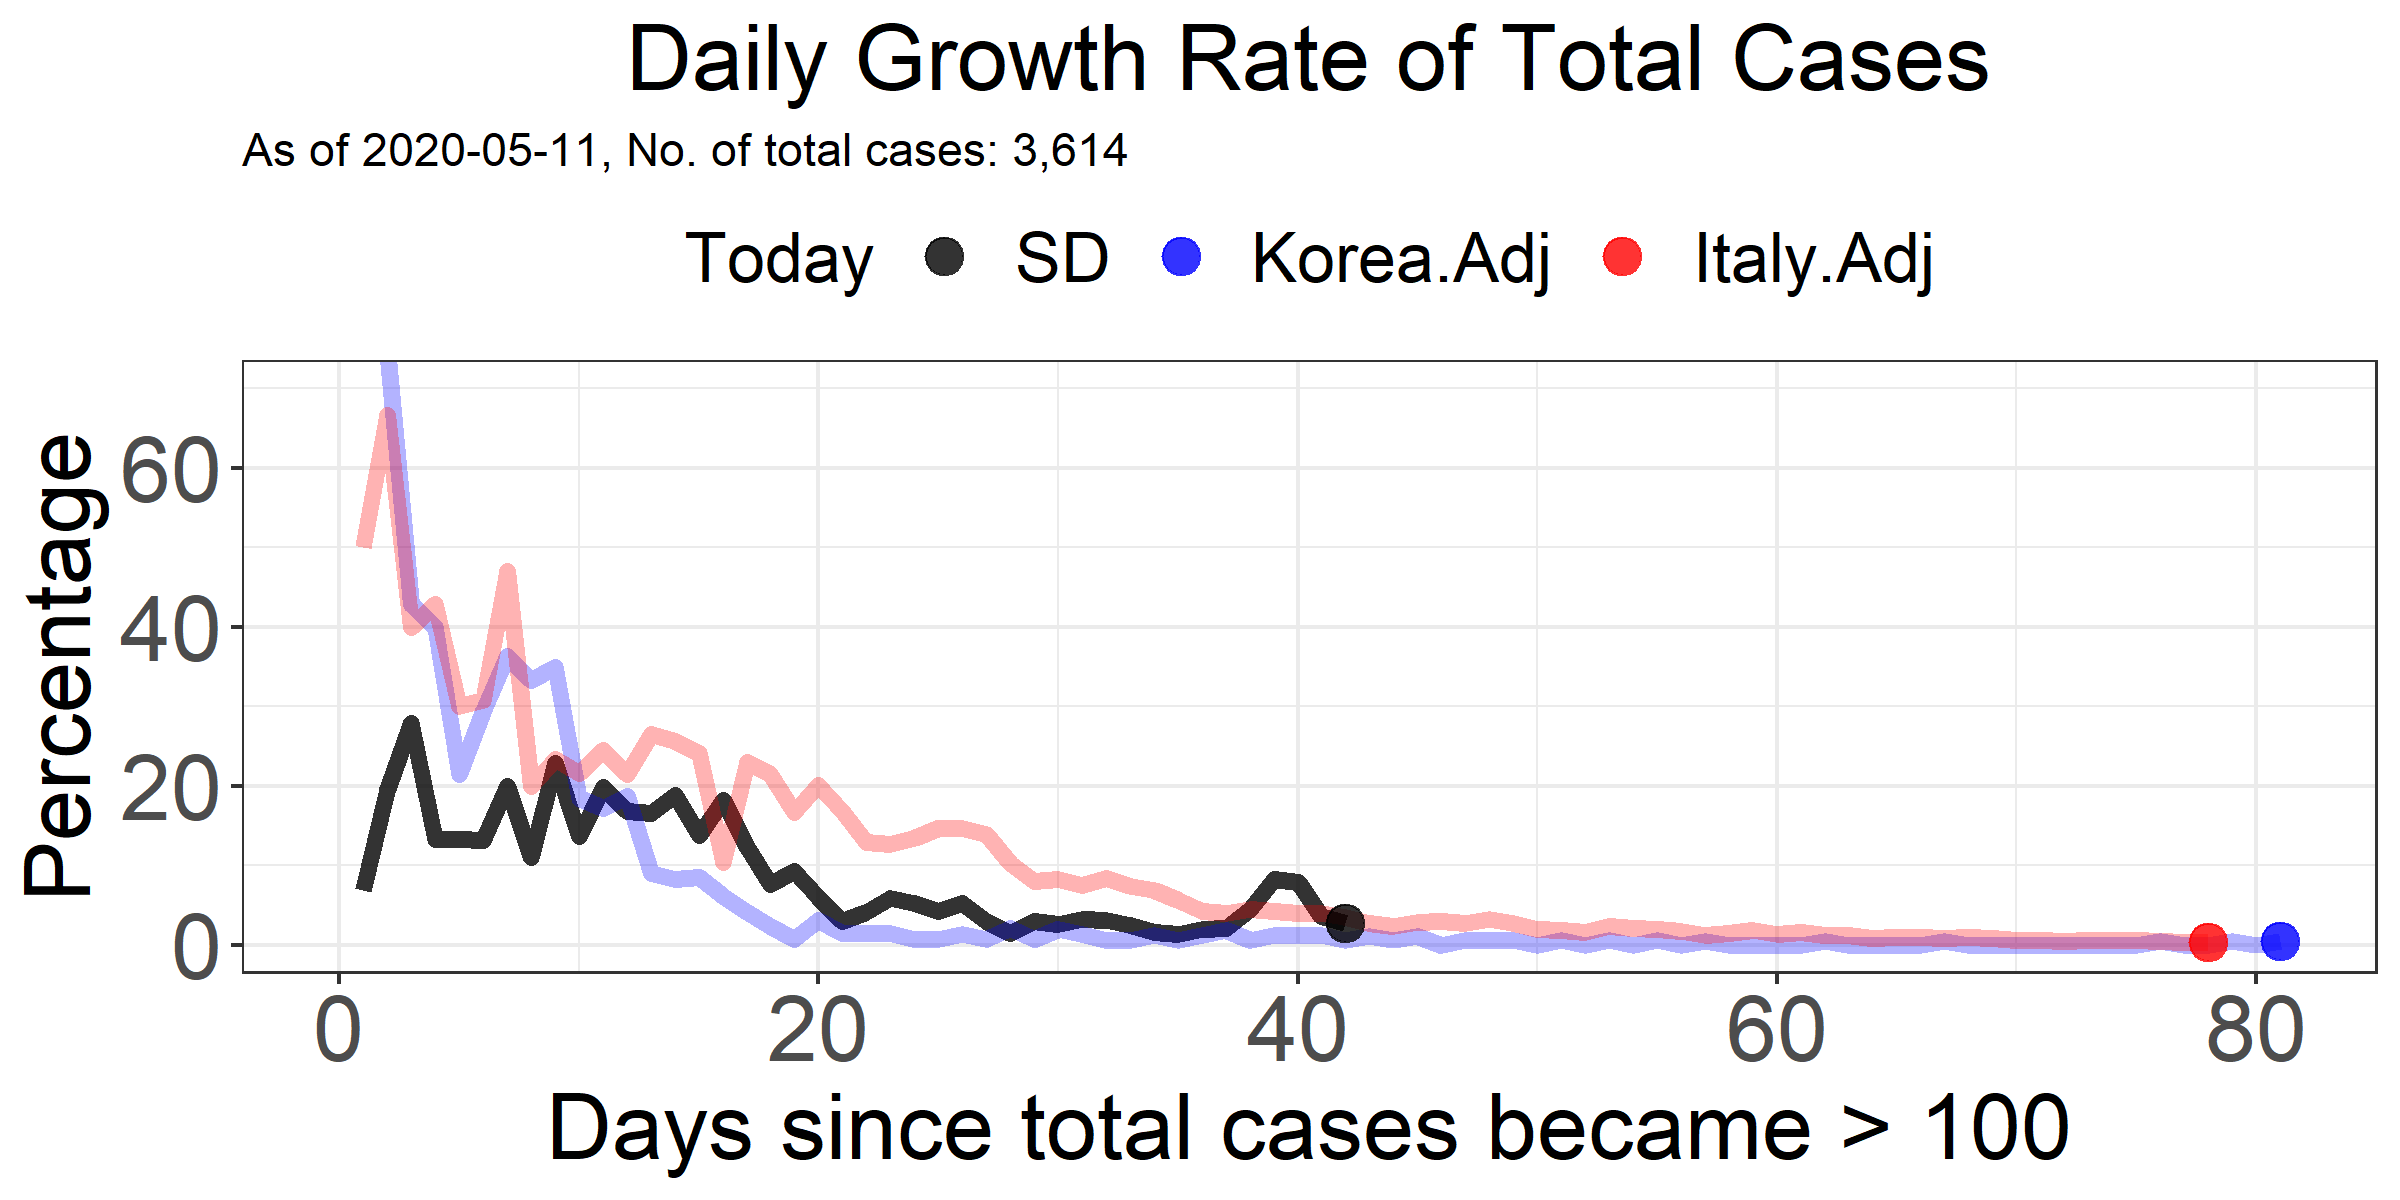 Daily Growth Rate of Total Cases
As of 2020-05-11, No. of total cases: 3,614
Today SD Korea.Adj Italy.Adj
Percentage
60
40
20
0
0 20 40 60 80
Days since total cases became > 100